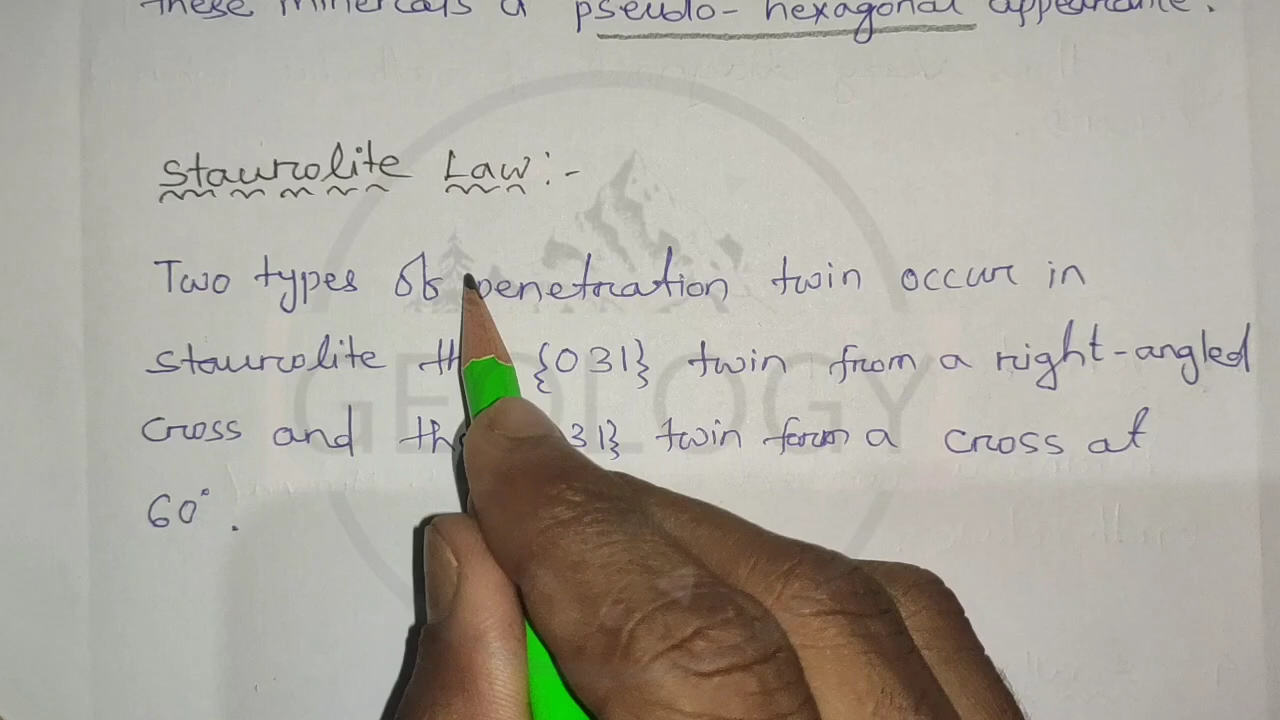 these minerals a pseudo-hexagonal appearance.
Staurolite Law:-
Two types of penetration twin occur in
staurolite {031} twin from a right-angled
cross and 31} twin form a cross at
60°.
GEOLOGY